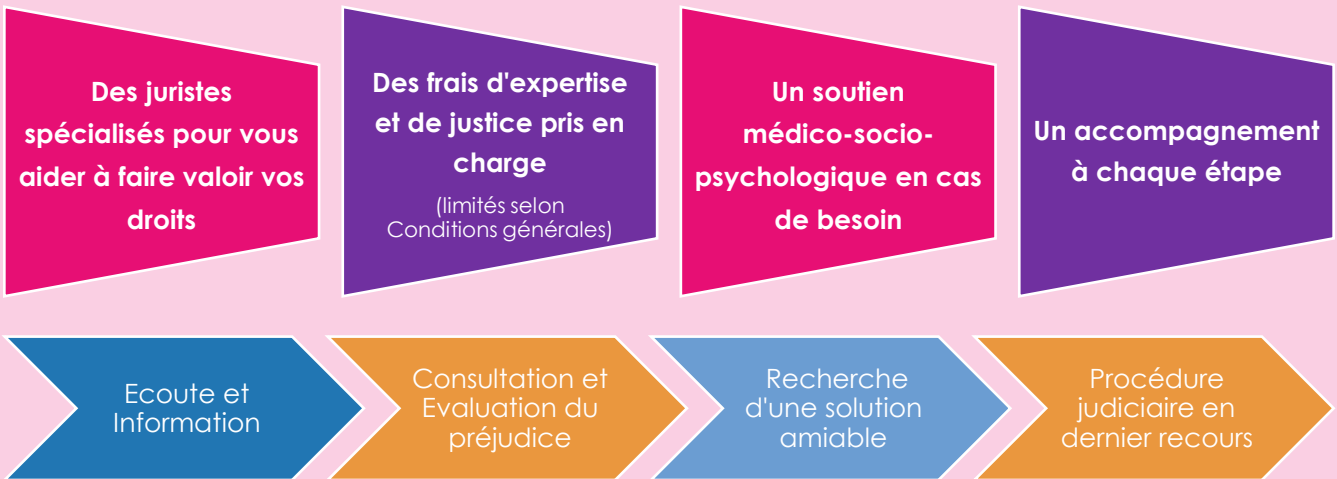 Des juristes
spécialisés pour vous
aider à faire valoir vos
droits
Des frais d'expertise
et de justice pris en
charge
(limités selon
Conditions générales)
Un soutien
médico-socio-
psychologique en cas
de besoin
Un accompagnement
à chaque étape
Ecoute et
Information
Consultation et
Evaluation du
préjudice
Recherche
d'une solution
amiable
Procédure
judiciaire en
dernier recours